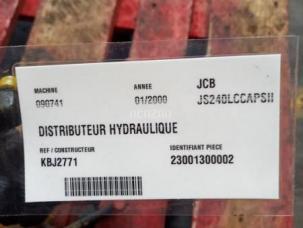 MACHINE ANNEE JCB
090741 01/2000 JS240LCCAPSII
DISTRIBUTEUR HYDRAULIQUE
REF / CONSTRUCTEUR IDENTIFIANT PIECE
KBJ2771 23001300002